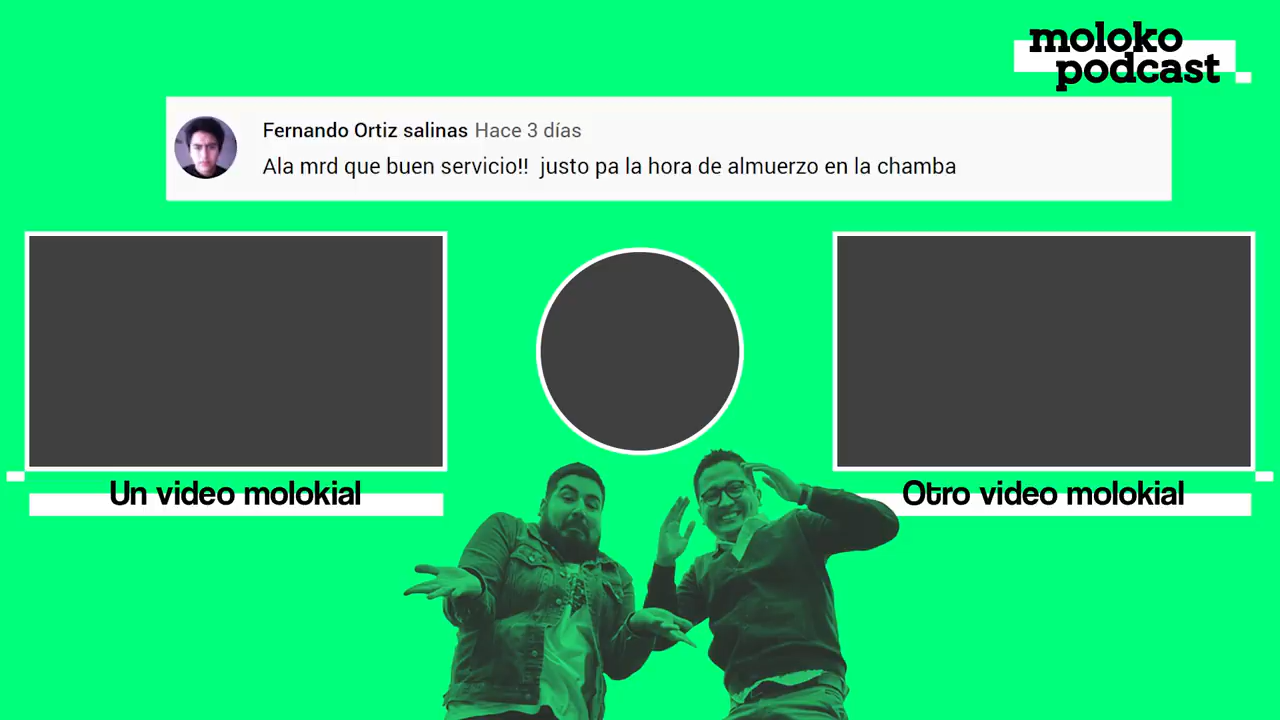 moloko
podcast
Fernando Ortiz salinas Hace 3 días
Ala mrd que buen servicio!! justo pa la hora de almuerzo en la chamba
Un video molokial
Otro video molokial